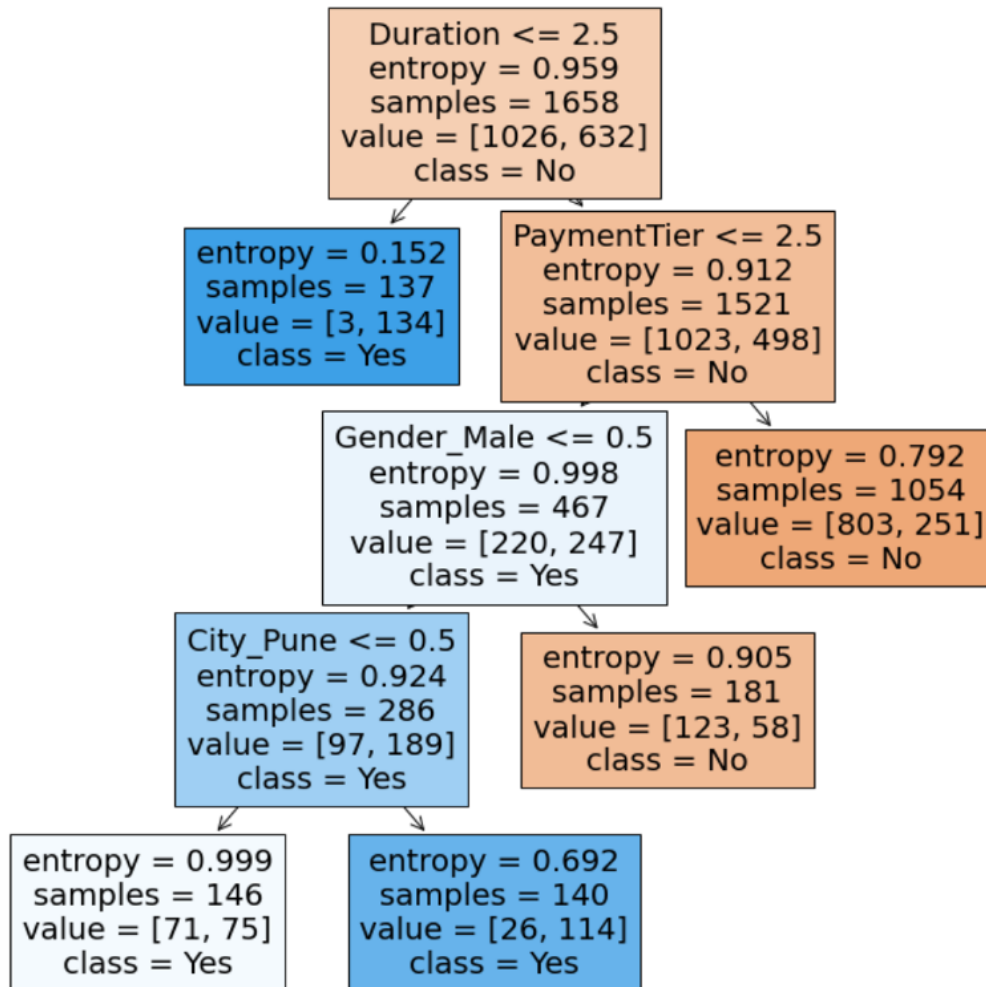 Duration <= 2.5
entropy = 0.959
samples = 1658
value = [1026, 632]
class = No
entropy = 0.152
samples = 137
value = [3, 134]
class = Yes
PaymentTier <= 2.5
entropy = 0.912
samples = 1521
value = [1023, 498]
class = No
Gender_Male <= 0.5
entropy = 0.998
samples = 467
value = [220, 247]
class = Yes
entropy = 0.792
samples = 1054
value = [803, 251]
class = No
City_Pune <= 0.5
entropy = 0.924
samples = 286
value = [97, 189]
class = Yes
entropy = 0.905
samples = 181
value = [123, 58]
class = No
entropy = 0.999
samples = 146
value = [71, 75]
class = Yes
entropy = 0.692
samples = 140
value = [26, 114]
class = Yes